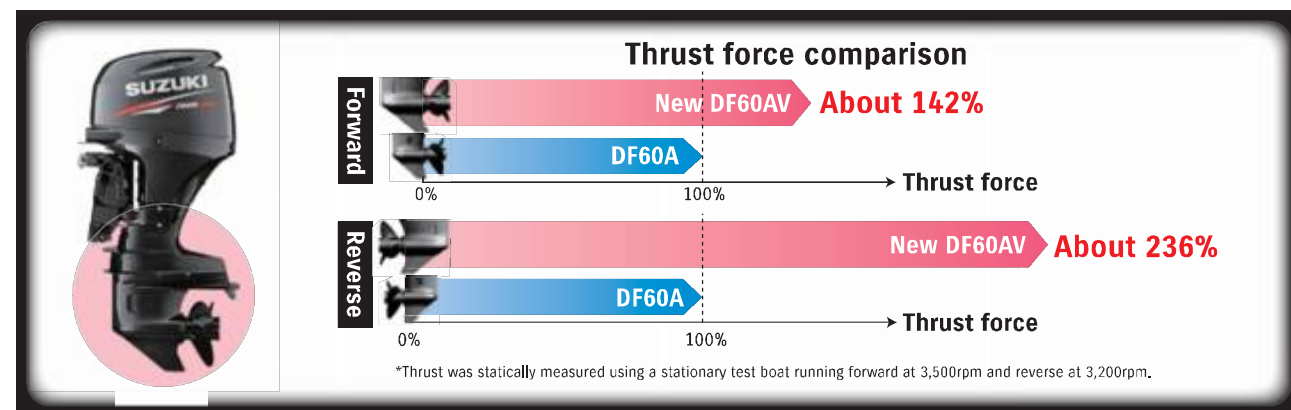 Thrust force comparison
SUZUKI
Forward
New DF60AV
About 142%
DF60A
0%
100%
Thrust force
Reverse
New DF60AV
About 236%
DF60A
0%
100%
Thrust force
*Thrust was statically measured using a stationary test boat running forward at 3,500rpm and reverse at 3,200rpm.